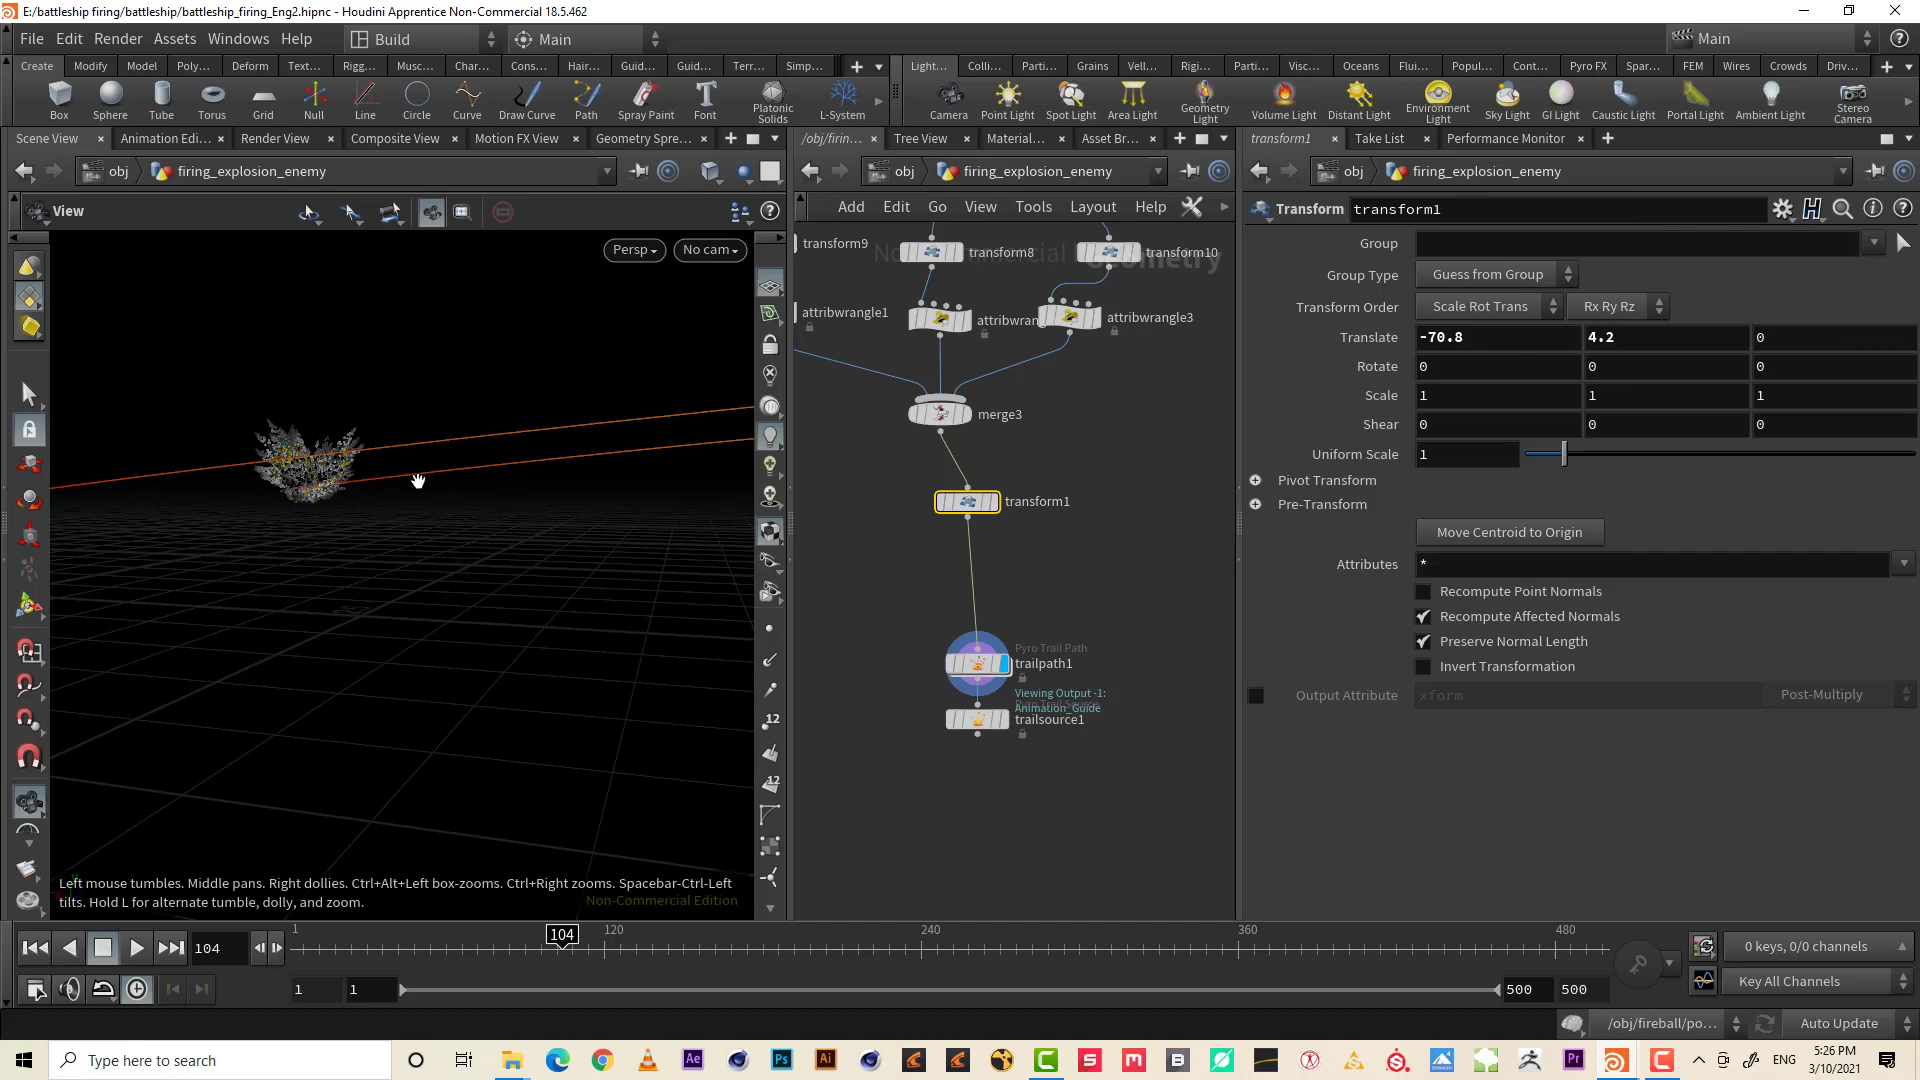 E:/battleship firing/battleship/battleship_firing_Eng2.hipnc - Houdini Apprentice Non-Commercial 18.5.462
File Edit Render Assets Windows Help Build Main Main
Create Modify Model Poly... Deform Text... Rigg... Musc... Char... Cons... Hair... Guid... Guid... Terr... Simp... Light... Colli... Parti... Grains Vell... Rigi... Parti... Visc... Oceans Flui... Popul... Cont... Pyro FX Spar... FEM Wires Crowds Driv...
Box Sphere Tube Torus Grid Null Line Circle Curve Draw Curve Path Spray Paint Font Platonic Solids L-System Camera Point Light Spot Light Area Light Geometry Light Volume Light Distant Light Environment Light Sky Light GI Light Caustic Light Portal Light Ambient Light Stereo Camera
Scene View Animation Edi... Render View Composite View Motion FX View Geometry Spre... /obj/firin... Tree View Material... Asset Br... transform1 Take List Performance Monitor
obj firing_explosion_enemy obj firing_explosion_enemy obj firing_explosion_enemy
View
Add Edit Go View Tools Layout Help
Transform transform1
Persp No cam
transform9 transform8 transform10
attribwrangle1 attribwran attribwrangle3
merge3
transform1
Pyro Trail Path
trailpath1
Viewing Output -1:
Animation_Guide
Pyro Trail Source
trailsource1
Group
Group Type Guess from Group
Transform Order Scale Rot Trans Rx Ry Rz
Translate -70.8 4.2 0
Rotate 0 0 0
Scale 1 1 1
Shear 0 0 0
Uniform Scale 1
Pivot Transform
Pre-Transform
Move Centroid to Origin
Attributes *
Recompute Point Normals
Recompute Affected Normals
Preserve Normal Length
Invert Transformation
Output Attribute xform Post-Multiply
12
12
Left mouse tumbles. Middle pans. Right dollies. Ctrl+Alt+Left box-zooms. Ctrl+Right zooms. Spacebar-Ctrl-Left
tilts. Hold L for alternate tumble, dolly, and zoom.
Non-Commercial Edition
104 1 104 120 240 360 480 0 keys, 0/0 channels
1 1 500 500 Key All Channels
/obj/fireball/po... Auto Update
Type here to search
ENG
5:26 PM
3/10/2021